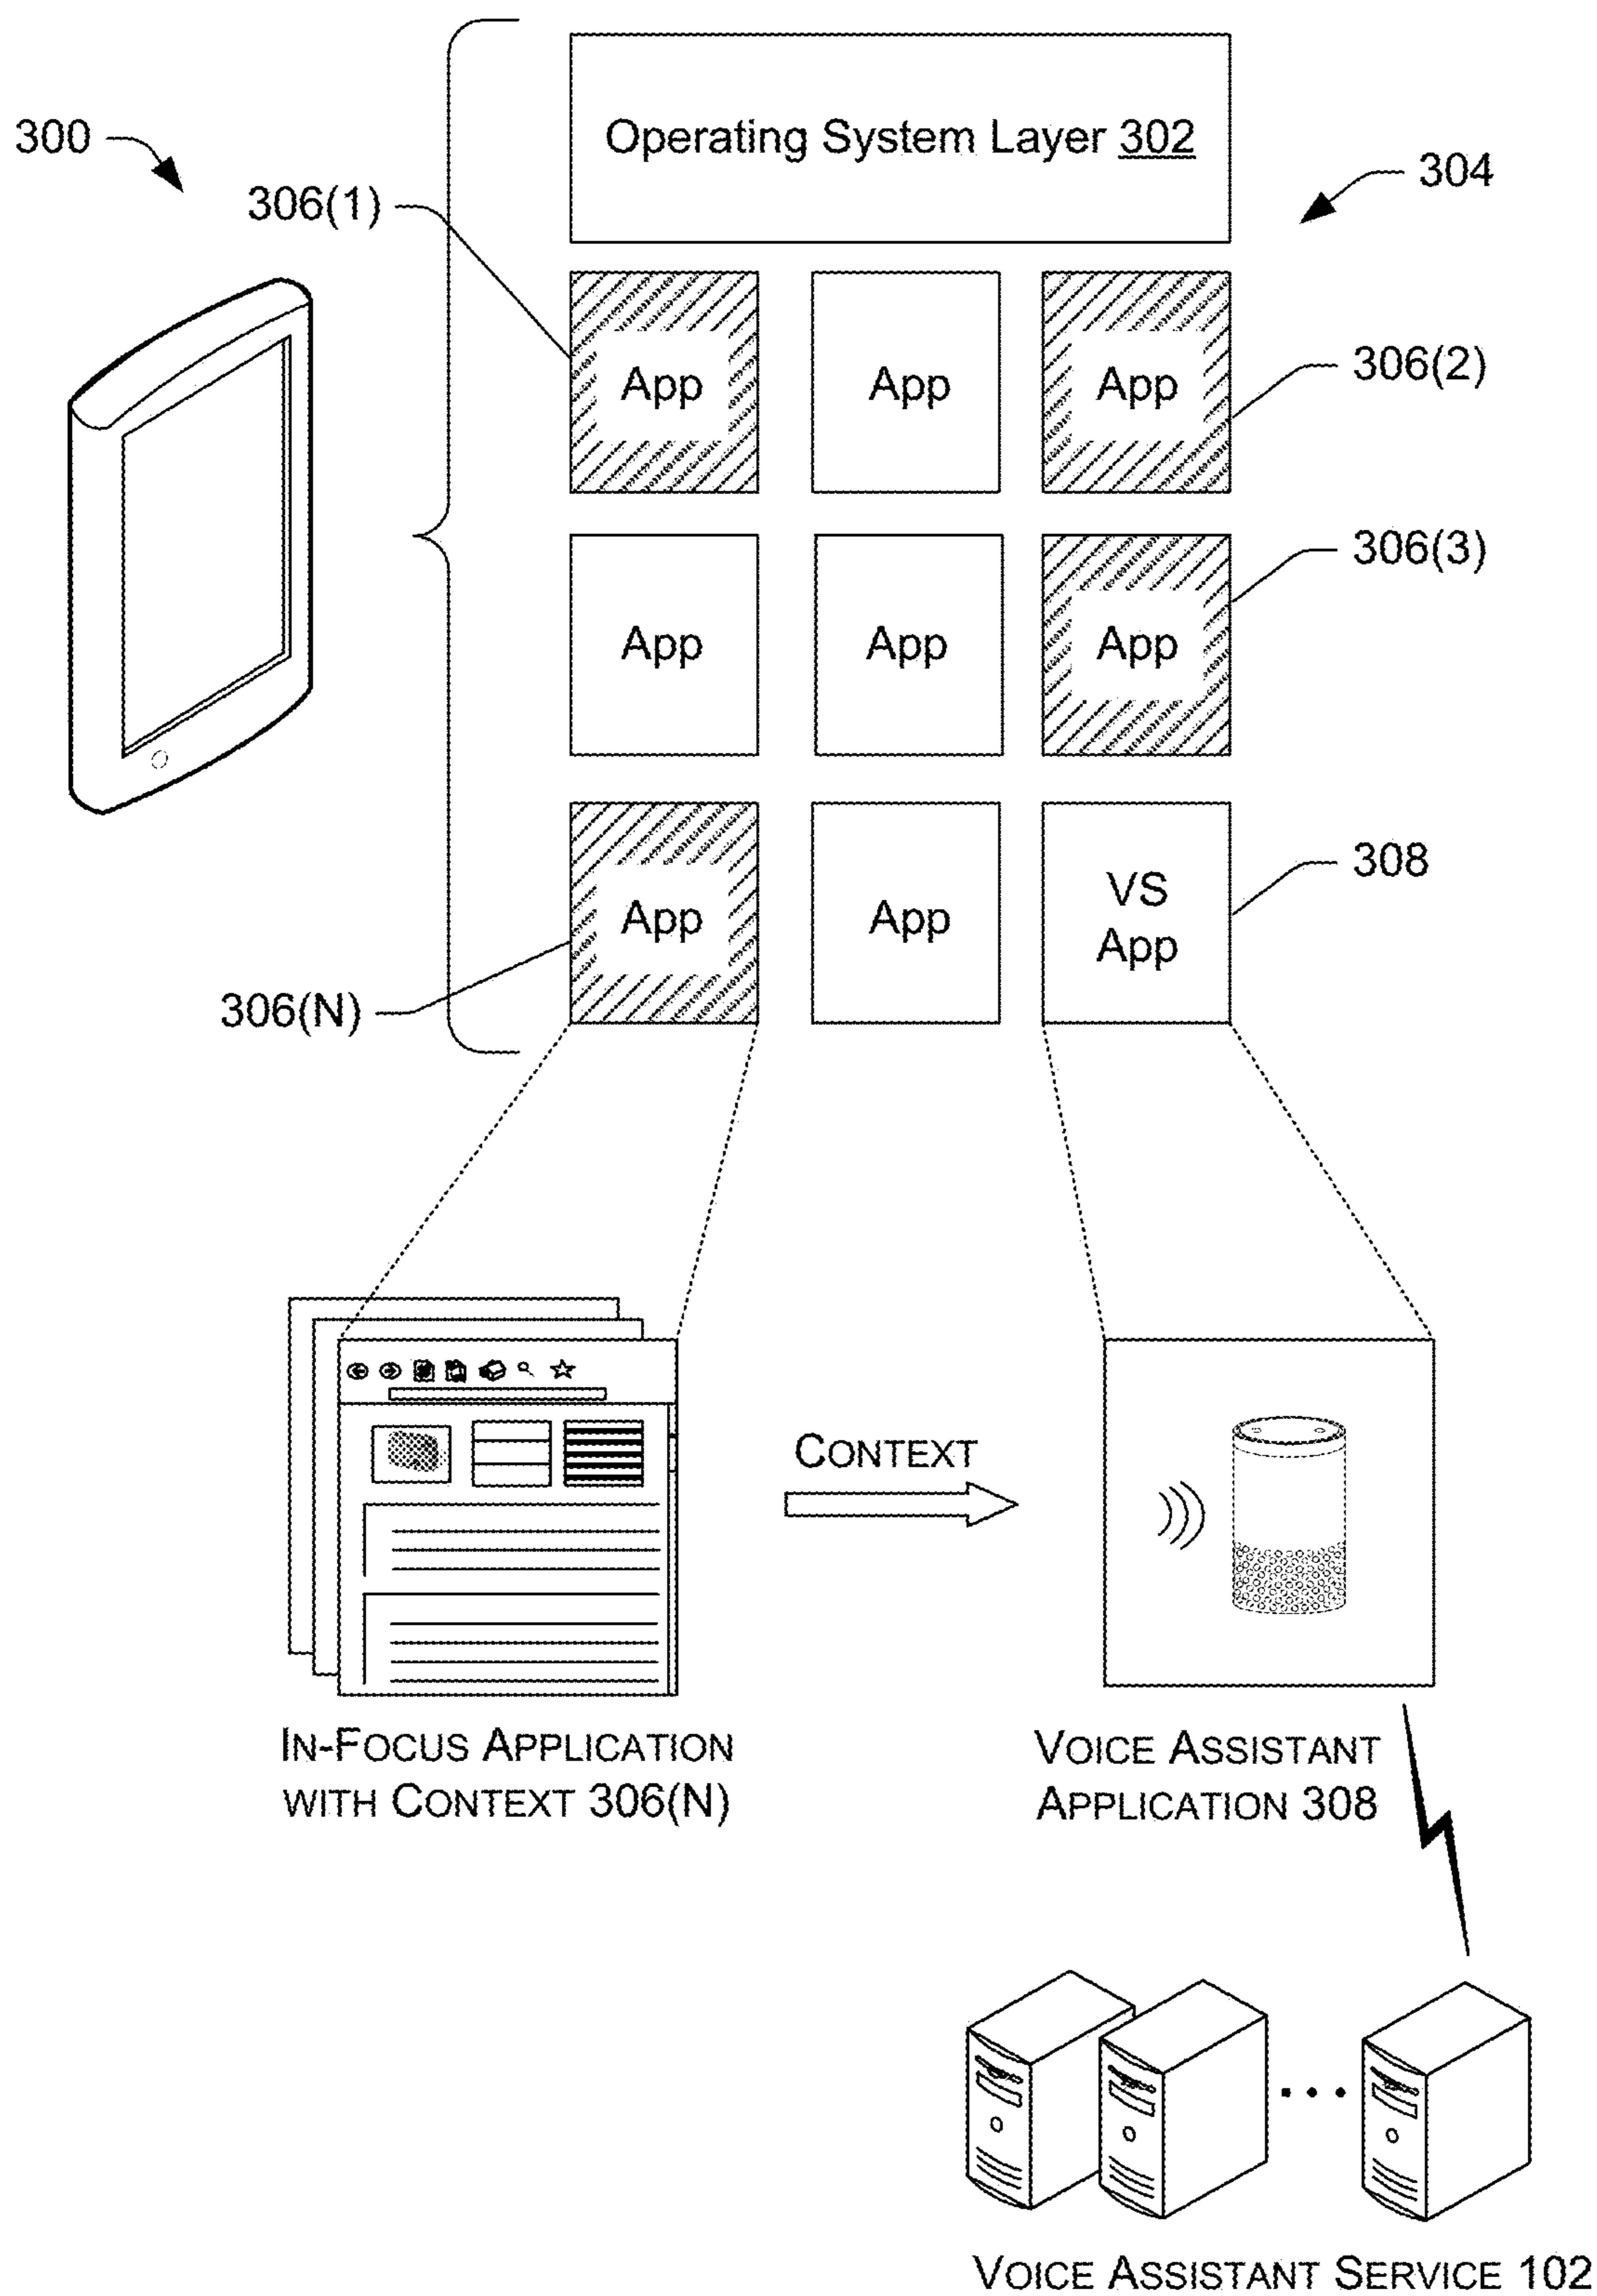 300
Operating System Layer 302
304
306(1)
App
App
App
306(2)
306(3)
App
App
App
App
App
VS
App
308
306(N)
CONTEXT
IN-FOCUS APPLICATION
WITH CONTEXT 306(N)
VOICE ASSISTANT
APPLICATION 308
VOICE ASSISTANT SERVICE 102